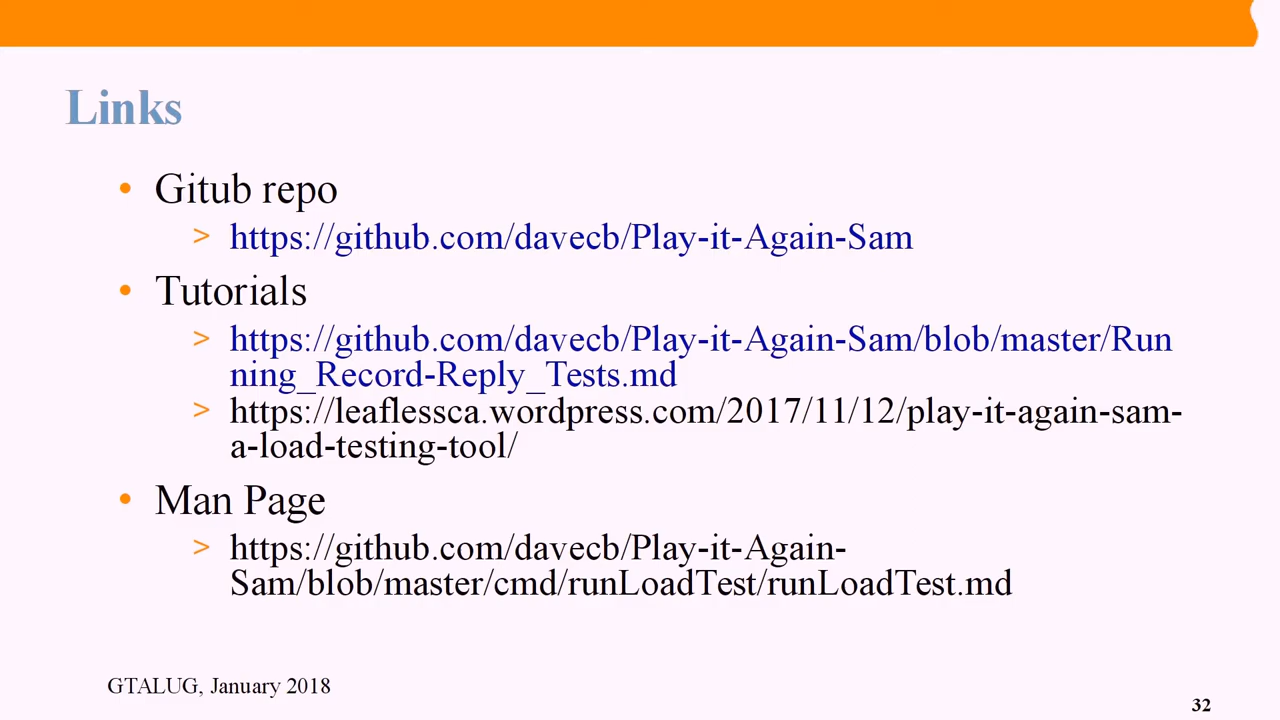 Links
• Gitub repo
> https://github.com/davecb/Play-it-Again-Sam
• Tutorials
> https://github.com/davecb/Play-it-Again-Sam/blob/master/Run
ning_Record-Reply_Tests.md
> https://leaflessca.wordpress.com/2017/11/12/play-it-again-sam-
a-load-testing-tool/
• Man Page
> https://github.com/davecb/Play-it-Again-
Sam/blob/master/cmd/runLoadTest/runLoadTest.md
GTALUG, January 2018
32